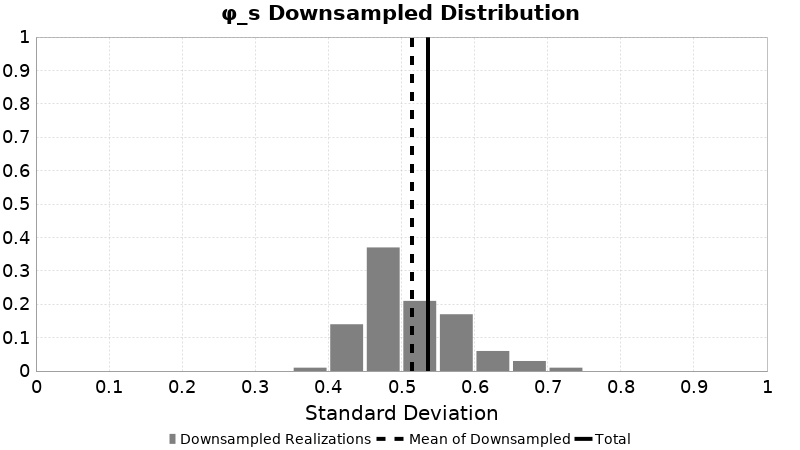 φ_s Downsampled Distribution
1
0.9
0.8
0.7
0.6
0.5
0.4
0.3
0.2
0.1
0
0 0.1 0.2 0.3 0.4 0.5 0.6 0.7 0.8 0.9 1
Standard Deviation
Downsampled Realizations Mean of Downsampled Total